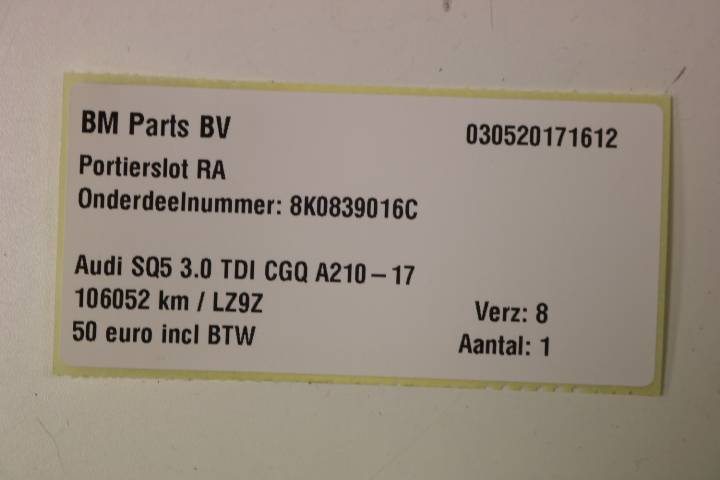 BM Parts BV 030520171612
Portierslot RA
Onderdeelnummer: 8K0839016C
Audi SQ5 3.0 TDI CGQ A210-17
106052 km / LZ9Z Verz: 8
50 euro incl BTW Aantal: 1